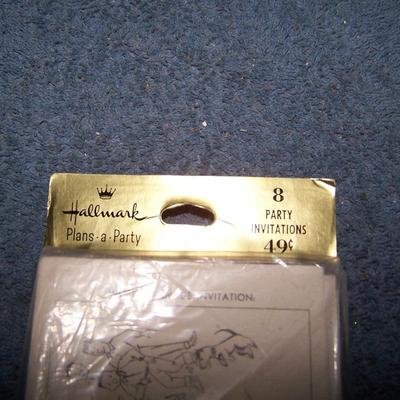 Hallmark
Plans-a-Party
8
PARTY
INVITATIONS
49¢
INVITATION: